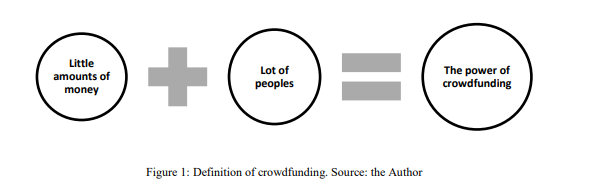 Little
amounts of
money
Lot of
peoples
The power of
crowdfunding
Figure 1: Definition of crowdfunding. Source: the Author